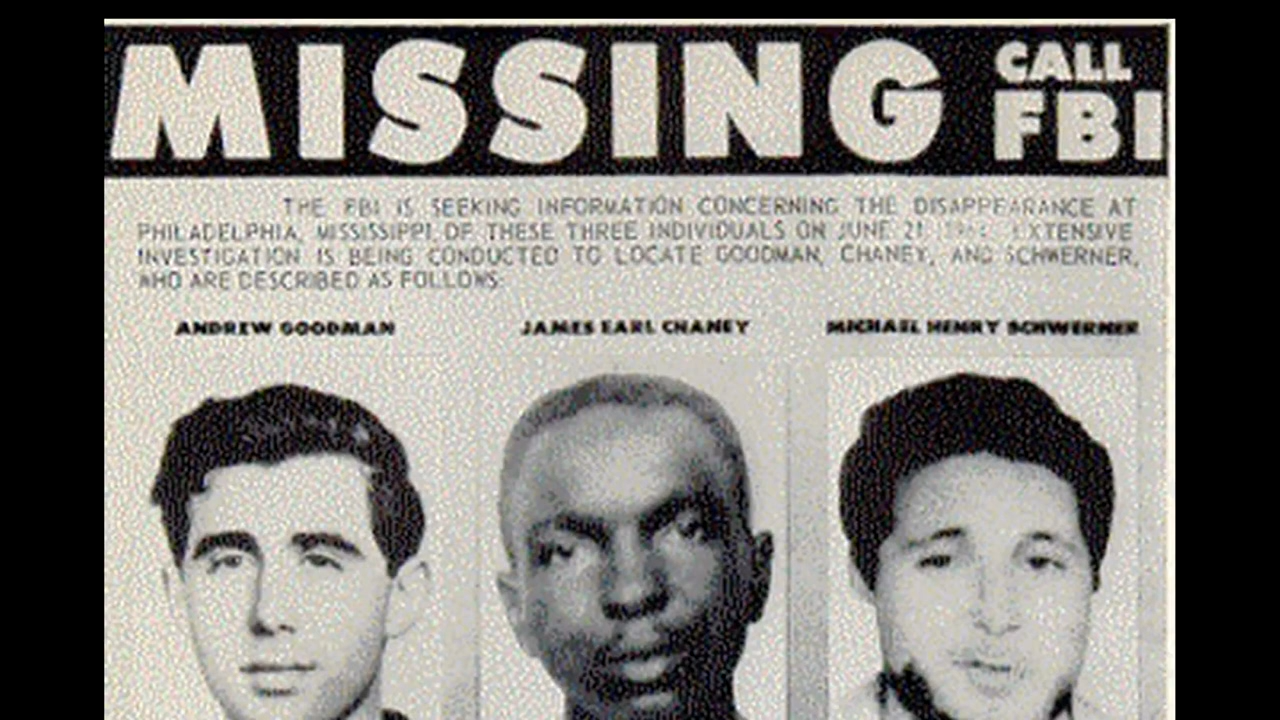 MISSING CALL FBI
THE FBI IS SEEKING INFORMATION CONCERNING THE DISAPPEARANCE AT
PHILADELPHIA, MISSISSIPPI, OF THESE THREE INDIVIDUALS ON JUNE 21, 1964. EXTENSIVE
INVESTIGATION IS BEING CONDUCTED TO LOCATE GOODMAN, CHANEY, AND SCHWERNER,
WHO ARE DESCRIBED AS FOLLOWS:
ANDREW GOODMAN JAMES EARL CHANEY MICHAEL HENRY SCHWERNER